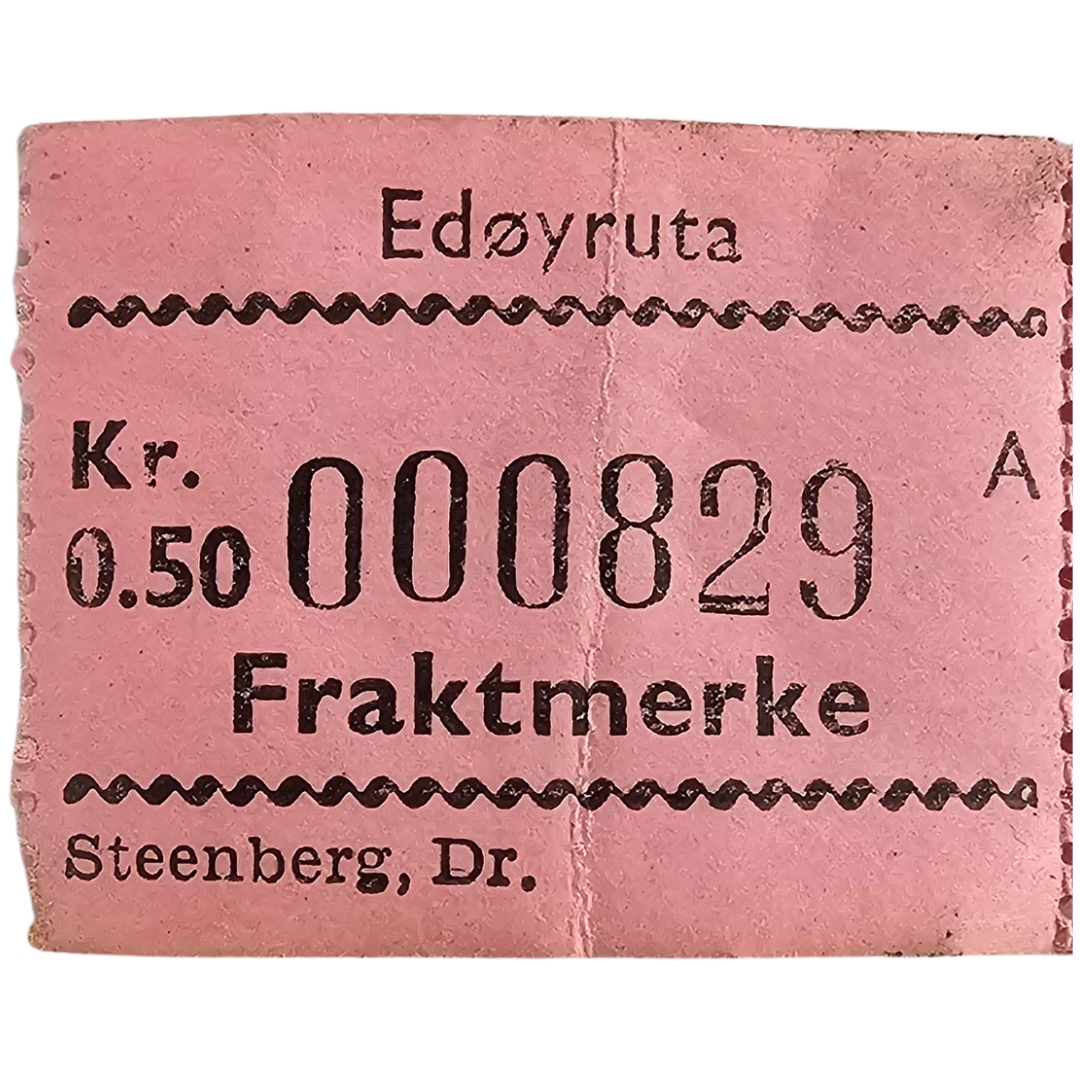 Edøyruta
Kr. A
0.50 000829
Fraktmerke
Steenberg, Dr.